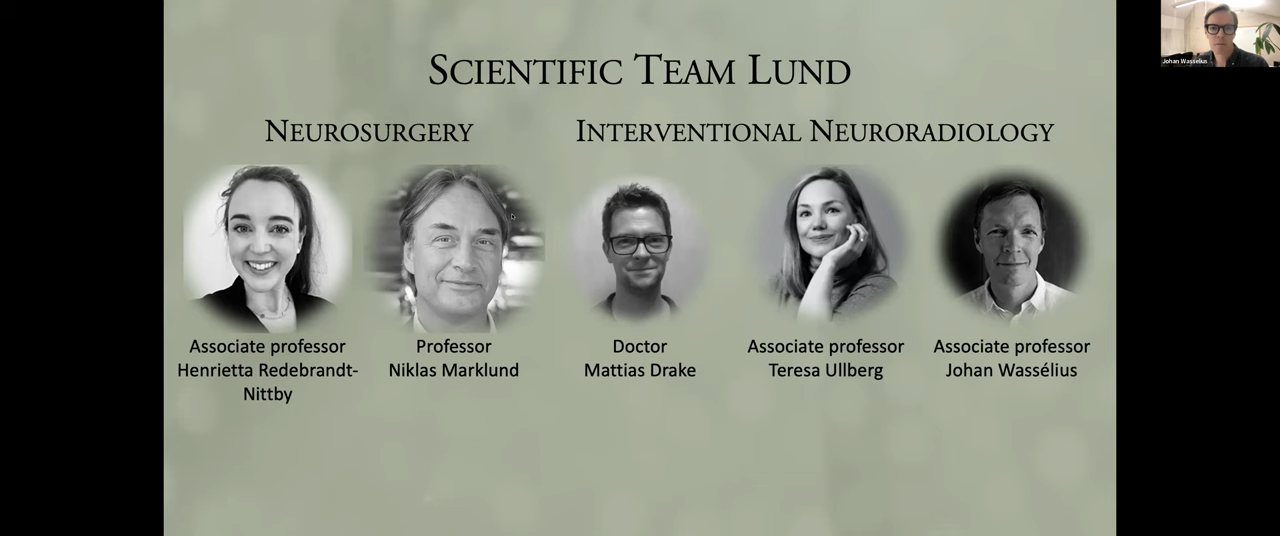 SCIENTIFIC TEAM LUND
NEUROSURGERY
INTERVENTIONAL NEURORADIOLOGY
Associate professor
Henrietta Redebrandt-
Nittby
Professor
Niklas Marklund
Doctor
Mattias Drake
Associate professor
Teresa Ullberg
Associate professor
Johan Wassélius
Johan Wasselius